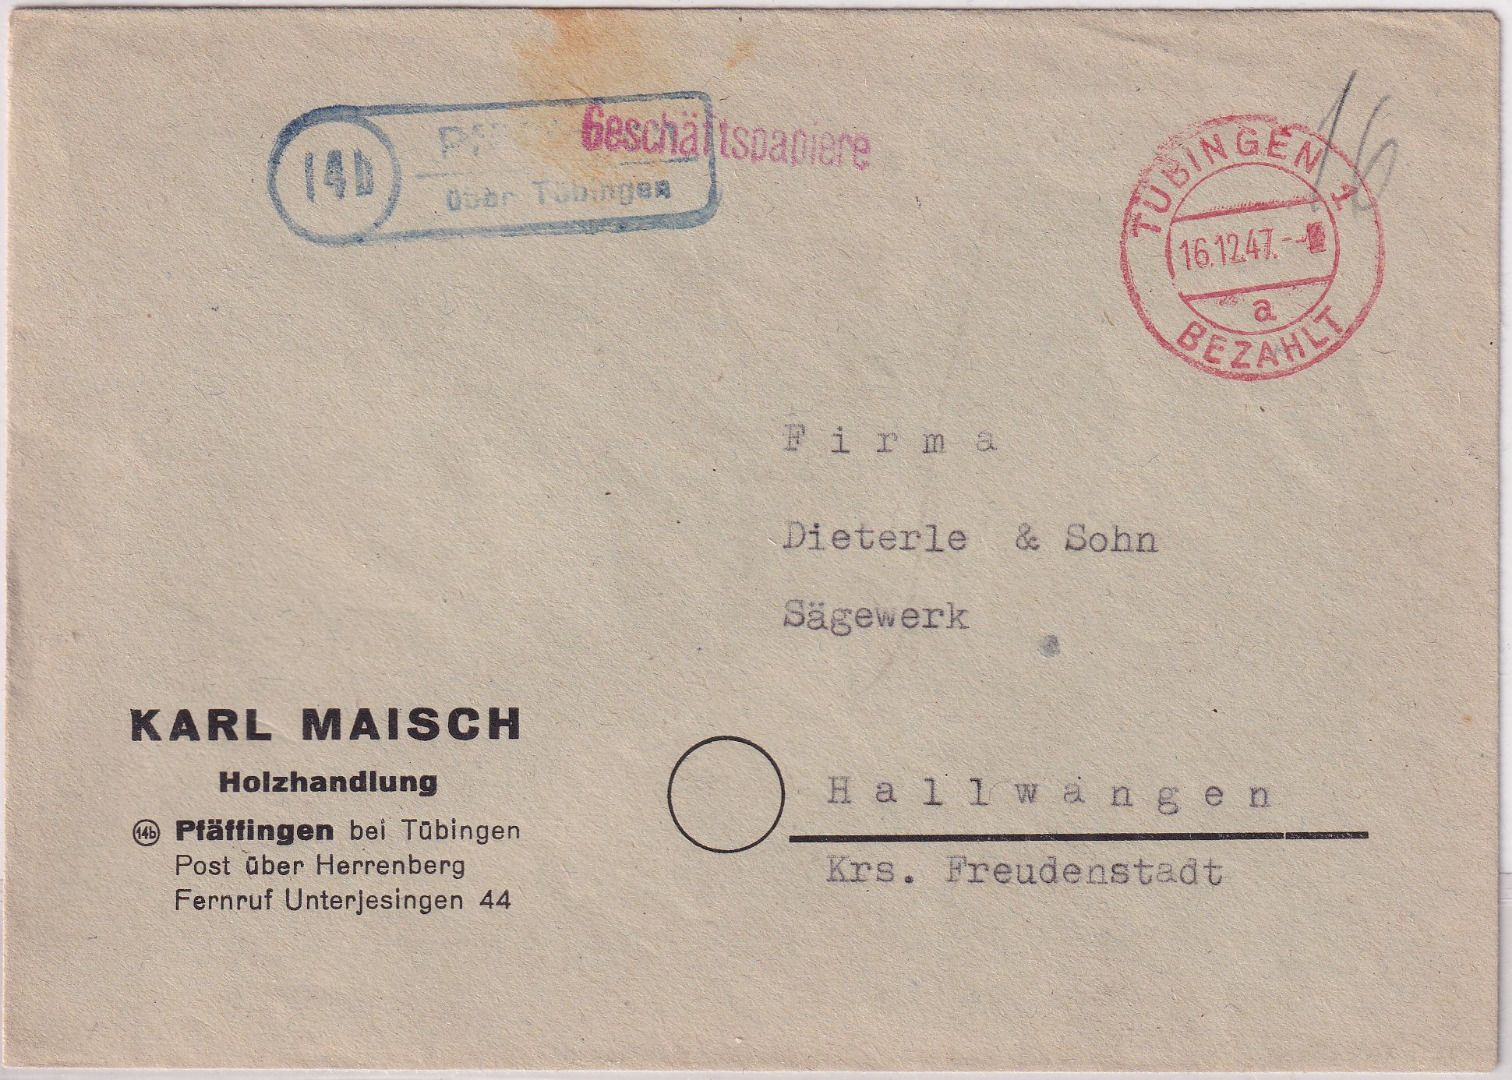 14b
über Tübingen
Geschäftspapiere
16
TÜBINGEN 1
16.12.47.
a
BEZAHLT
Firma
Dieterle & Sohn
Sägewerk
Hallwangen
Krs. Freudenstadt
KARL MAISCH
Holzhandlung
14b Pfäffingen bei Tübingen
Post über Herrenberg
Fernruf Unterjesingen 44